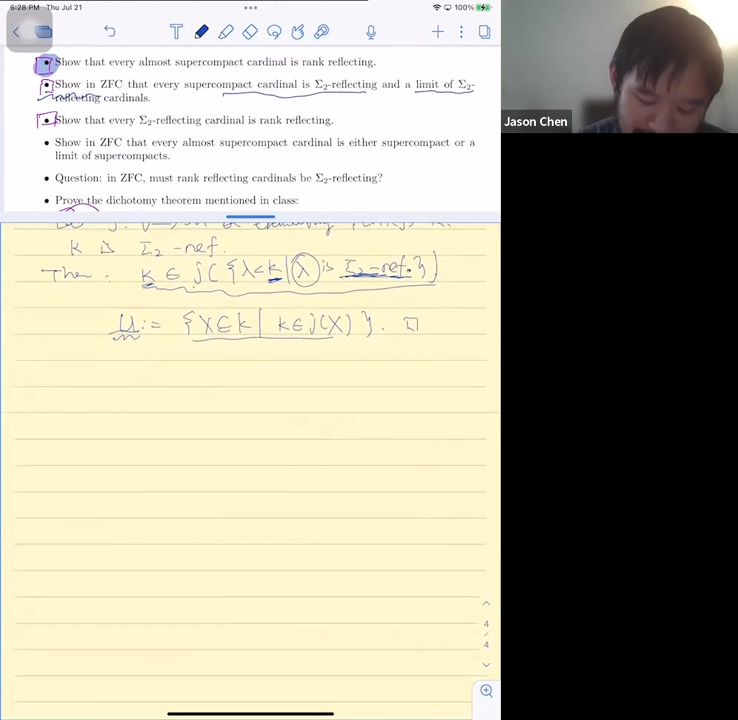 6:28 PM Thu Jul 21
100%
Show that every almost supercompact cardinal is rank reflecting.
Show in ZFC that every supercompact cardinal is Σ₂-reflecting and a limit of Σ₂-
reflecting cardinals.
Show that every Σ₂-reflecting cardinal is rank reflecting.
• Show in ZFC that every almost supercompact cardinal is either supercompact or a
limit of supercompacts.
• Question: in ZFC, must rank reflecting cardinals be Σ₂-reflecting?
• Prove the dichotomy theorem mentioned in class:
k is Σ₂-ref.
Then. k ∈ j({λ<k | λ is Σ₂-ref.})
U := {X⊆k | k∈j(X)}. □
4
/
4
Jason Chen